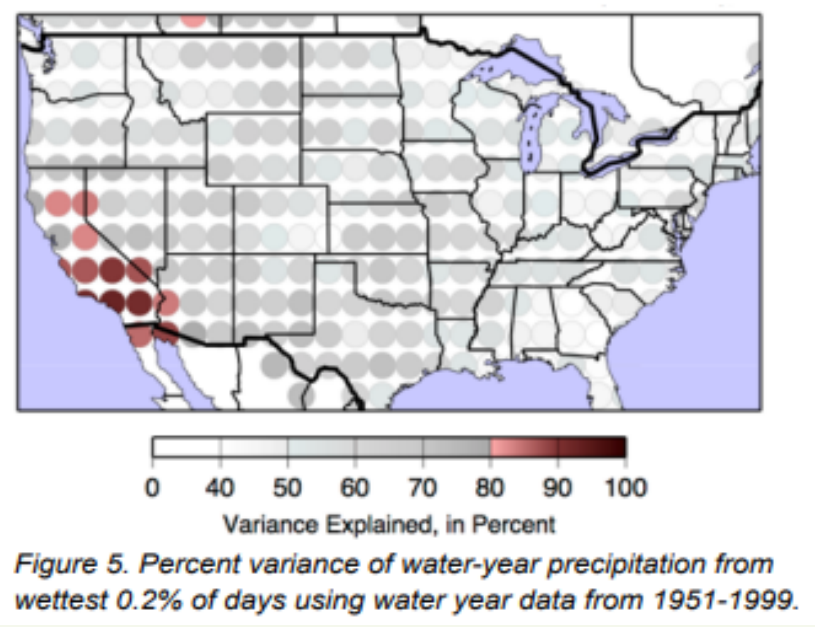 0 40 50 60 70 80 90 100
Variance Explained, in Percent
Figure 5. Percent variance of water-year precipitation from
wettest 0.2% of days using water year data from 1951-1999.